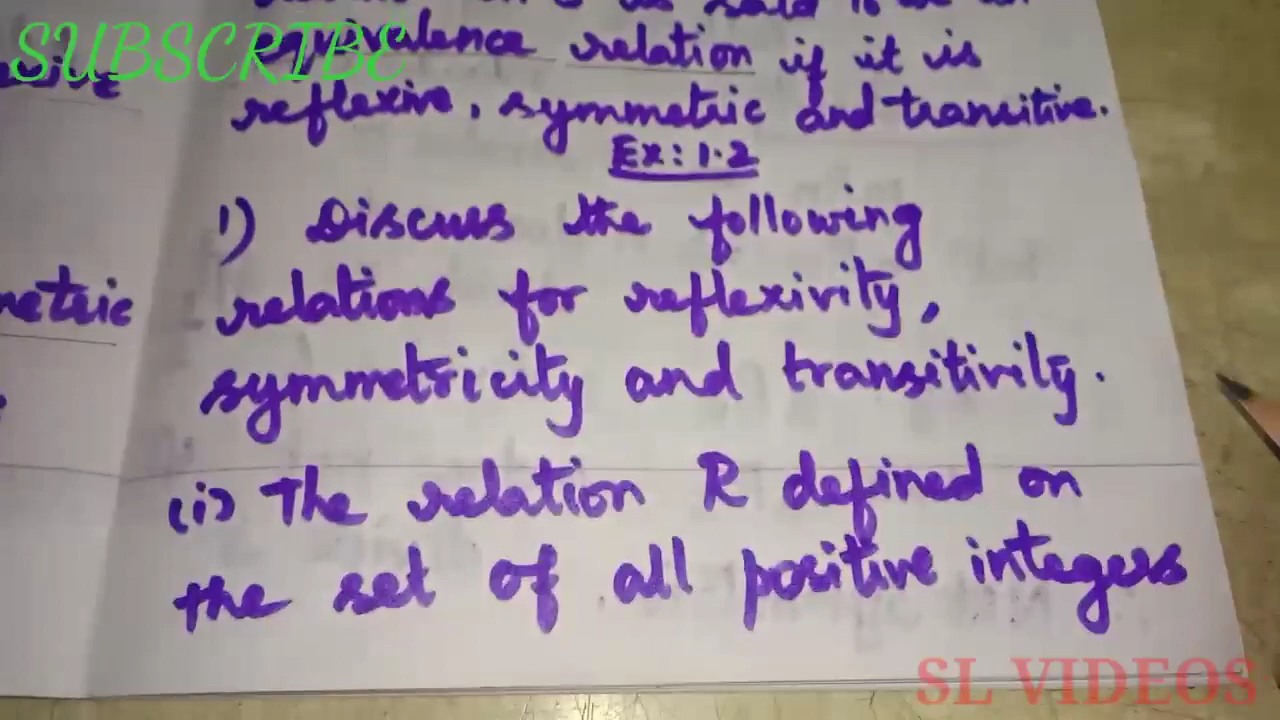 SUBSCRIBE
equivalence relation if it is
reflexive, symmetric and transitive.
Ex: 1.2
1) Discuss the following
relations for reflexivity,
symmetricity and transitivity.
(i) The relation R defined on
the set of all positive integers
SL VIDEOS